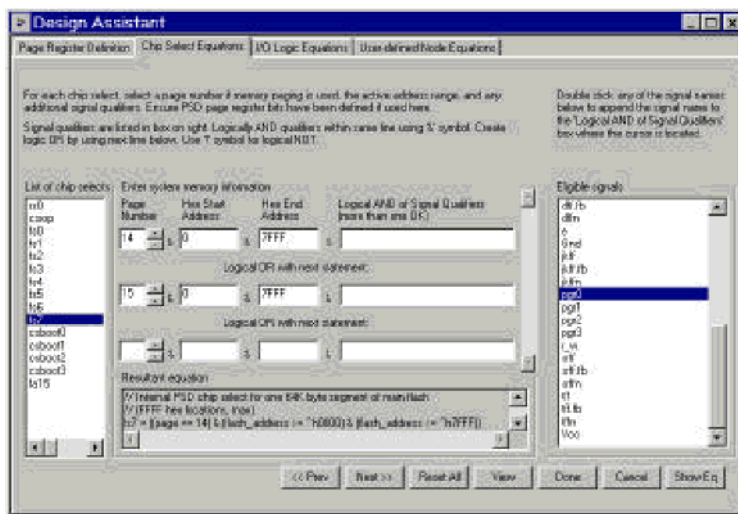 Design Assistant
Page Register Definition
Chip Select Equations
I/O Logic Equations
User-defined Node Equations
For each chip select, select a page number if memory paging is used, the active address range, and any
additional signal qualifiers. Ensure PSD page register bits have been defined if used here.
Signal qualifiers are listed in box on right. Logically AND qualifiers within same line using '&' symbol. Create
logic OR by using next line below. Use '!' symbol for logical NOT.
Double click any of the signal names
below to append the signal name to
the 'Logical AND of Signal Qualifiers'
box where the cursor is located.
List of chip selects
rs0
csiop
fs0
fs1
fs2
fs3
fs4
fs5
fs6
fs7
csboot0
csboot1
csboot2
csboot3
Enter system memory information
Page Number
Hex Start Address
Hex End Address
Logical AND of Signal Qualifiers (more than one OK)
14 & 0 & 7FFF &
Logical OR with next statement:
15 & 0 & 7FFF &
Logical OR with next statement:
& & &
Resultant equation
// Internal PSD chip select for one 64K byte segment of main flash
// (FFFF hex locations, max)
Eligible signals
e
Gnd
pgr0
pgr1
pgr2
pgr3
r_w
Vcc
<< Prev
Next >>
Reset All
View
Done
Cancel
Show Eq